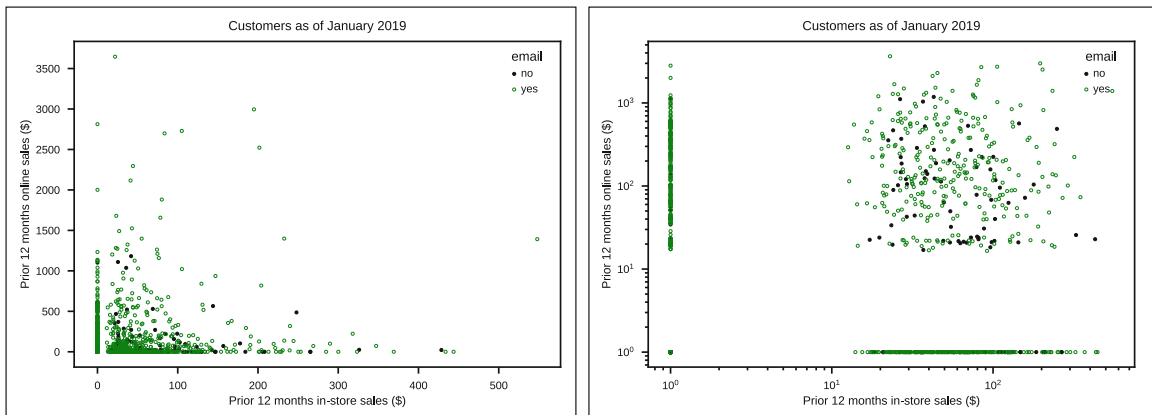 Customers as of January 2019
email
no
yes
3500
3000
2500
2000
1500
1000
500
0
Prior 12 months online sales ($)
0
100
200
300
400
500
Prior 12 months in-store sales ($)
Customers as of January 2019
email
no
yes
10³
10²
10¹
10⁰
Prior 12 months online sales ($)
10⁰
10¹
10²
Prior 12 months in-store sales ($)